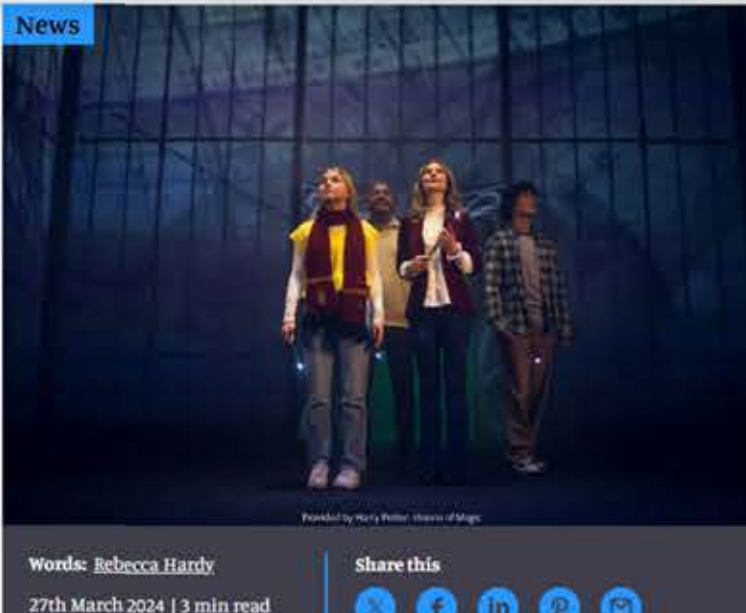 News
Provided by Harry Potter: Visions of Magic
Words: Rebecca Hardy
Share this
27th March 2024 | 3 min read